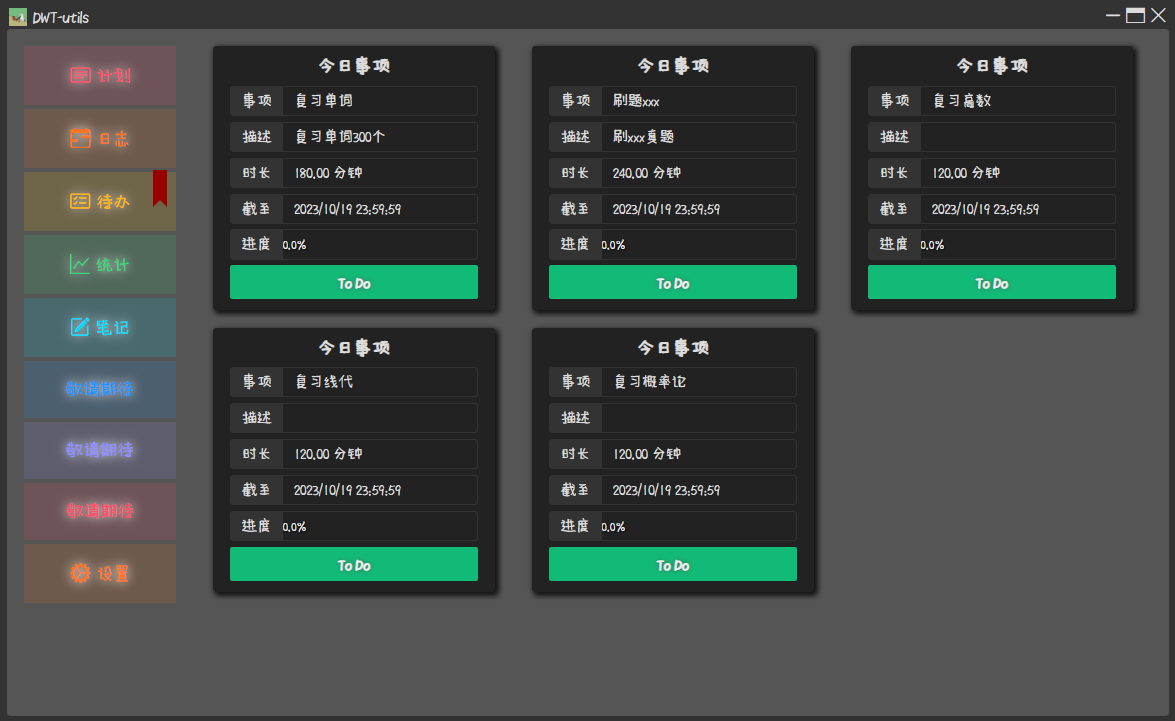 DWT-utils
计划
日志
待办
统计
笔记
敬请期待
敬请期待
敬请期待
设置
今日事项
事项 复习单词
描述 复习单词300个
时长 180.00 分钟
截至 2023/10/19 23:59:59
进度 0.0%
To Do
今日事项
事项 刷题xxx
描述 刷xxx真题
时长 240.00 分钟
截至 2023/10/19 23:59:59
进度 0.0%
To Do
今日事项
事项 复习高数
描述
时长 120.00 分钟
截至 2023/10/19 23:59:59
进度 0.0%
To Do
今日事项
事项 复习线代
描述
时长 120.00 分钟
截至 2023/10/19 23:59:59
进度 0.0%
To Do
今日事项
事项 复习概率论
描述
时长 120.00 分钟
截至 2023/10/19 23:59:59
进度 0.0%
To Do